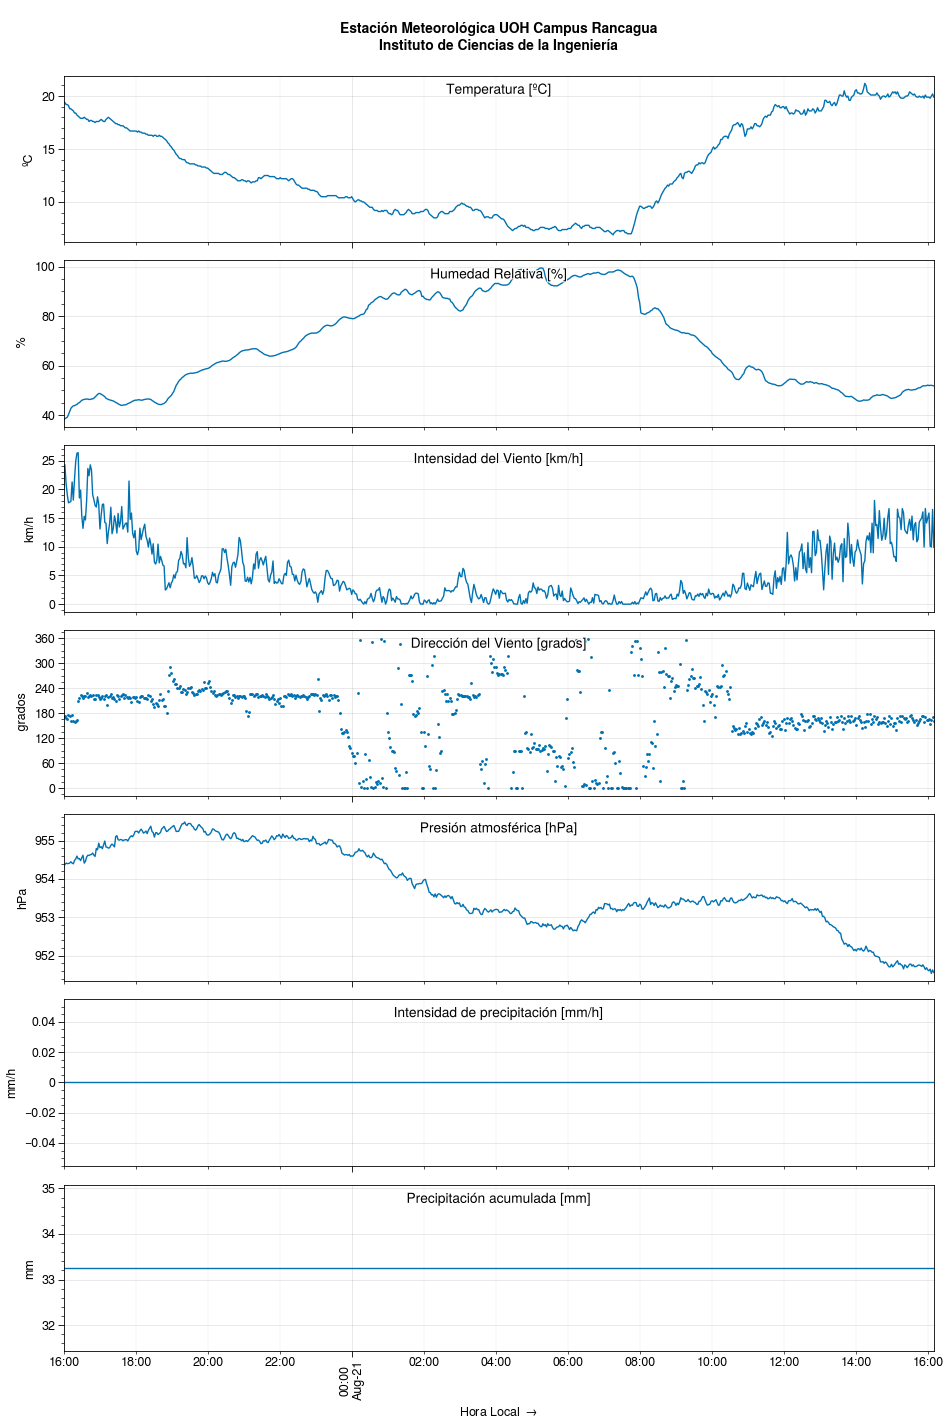 Estación Meteorológica UOH Campus Rancagua
Instituto de Ciencias de la Ingeniería
Temperatura [ºC]
ºC
20
15
10
Humedad Relativa [%]
%
100
80
60
40
Intensidad del Viento [km/h]
km/h
25
20
15
10
5
0
Dirección del Viento [grados]
grados
360
300
240
180
120
60
0
Presión atmosférica [hPa]
hPa
955
954
953
952
Intensidad de precipitación [mm/h]
mm/h
0.04
0.02
0
−0.02
−0.04
Precipitación acumulada [mm]
mm
35
34
33
32
16:00 18:00 20:00 22:00 00:00 02:00 04:00 06:00 08:00 10:00 12:00 14:00 16:00
Aug-21
Hora Local →